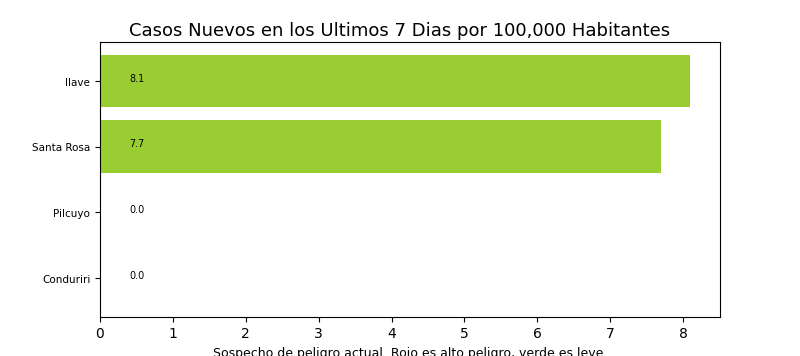 Casos Nuevos en los Ultimos 7 Dias por 100,000 Habitantes
Ilave
8.1
Santa Rosa
7.7
Pilcuyo
0.0
Conduriri
0.0
0 1 2 3 4 5 6 7 8
Sospecho de peligro actual. Rojo es alto peligro, verde es leve